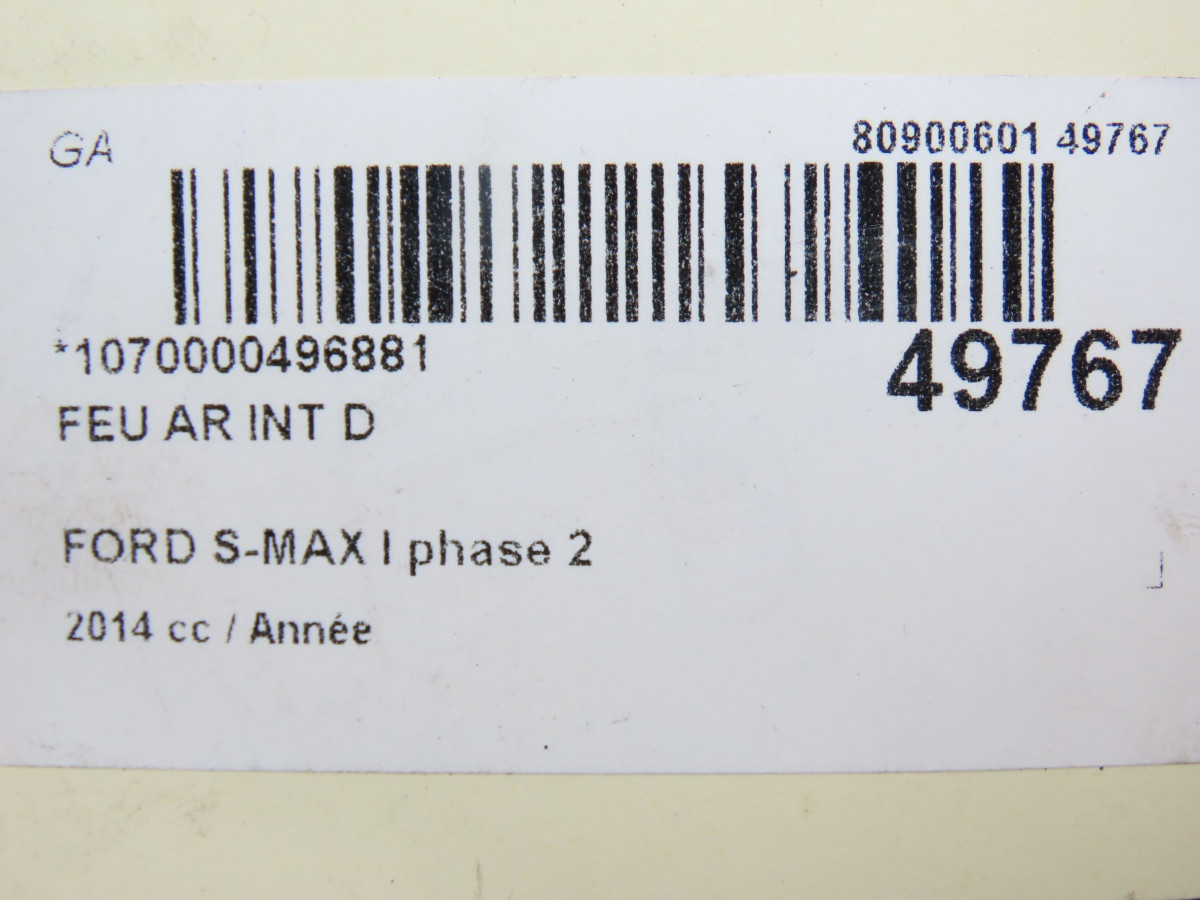 GA
80900601 49767
*1070000496881
49767
FEU AR INT D
FORD S-MAX I phase 2
2014 cc / Année